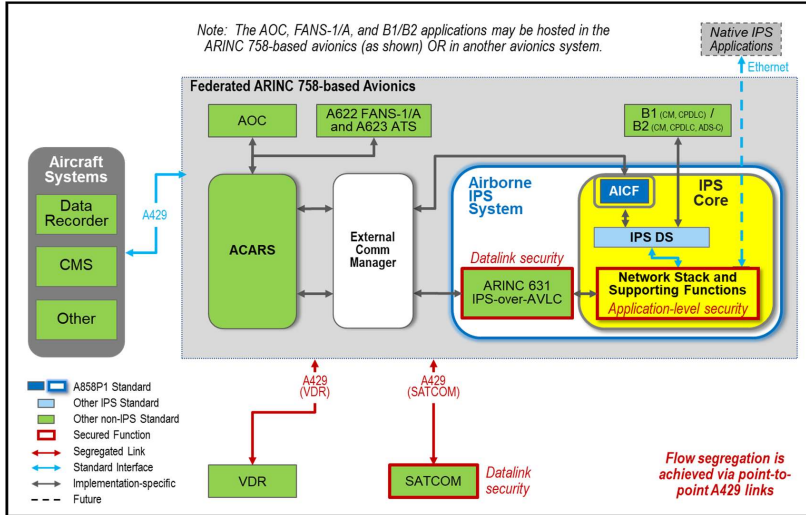 Note: The AOC, FANS-1/A, and B1/B2 applications may be hosted in the
ARINC 758-based avionics (as shown) OR in another avionics system.
Native IPS
Applications
Ethernet
Federated ARINC 758-based Avionics
AOC
A622 FANS-1/A
and A623 ATS
B1 (CM, CPDLC) /
B2 (CM, CPDLC, ADS-C)
Aircraft
Systems
Data
Recorder
CMS
Other
A429
ACARS
External
Comm
Manager
Airborne
IPS
System
AICF
IPS
Core
IPS DS
Datalink security
ARINC 631
IPS-over-AVLC
Network Stack and
Supporting Functions
Application-level security
A429
(VDR)
A429
(SATCOM)
A858P1 Standard
Other IPS Standard
Other non-IPS Standard
Secured Function
Segregated Link
Standard Interface
Implementation-specific
Future
VDR
SATCOM
Datalink
security
Flow segregation is
achieved via point-to-
point A429 links